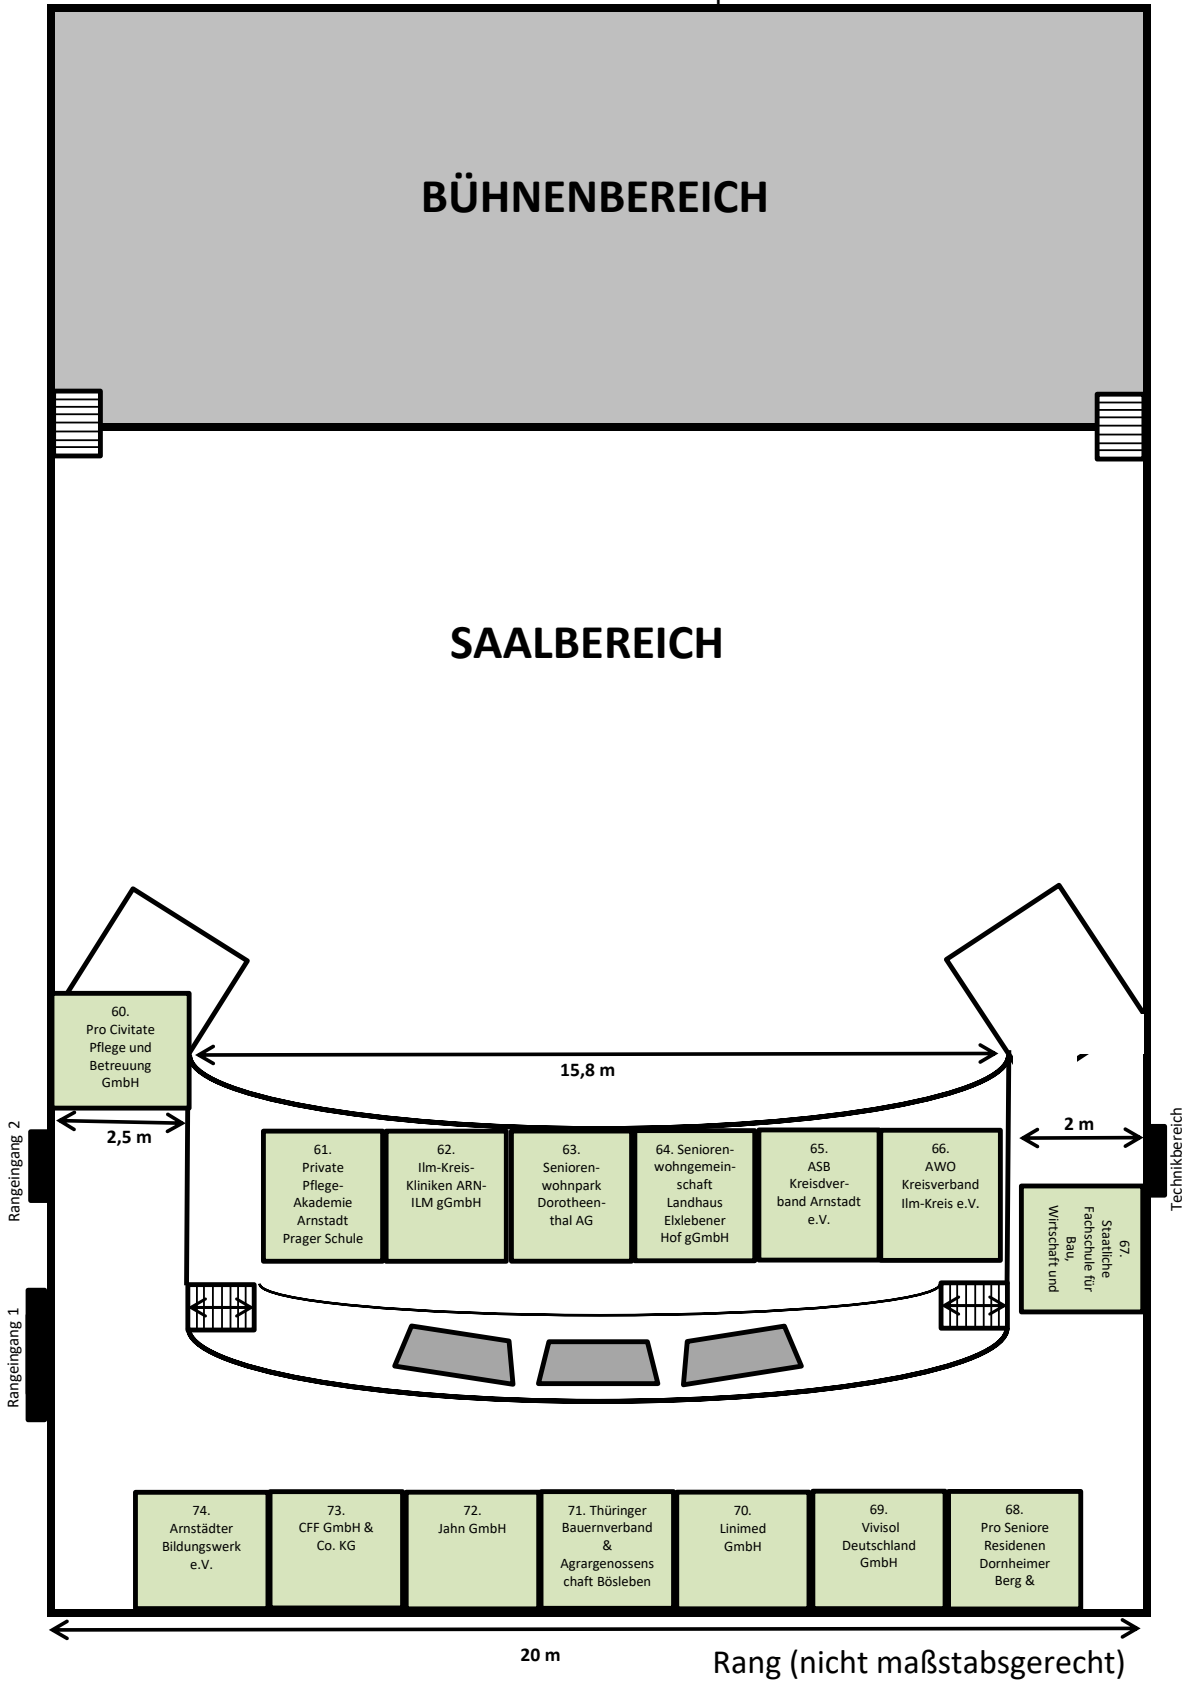 BÜHNENBEREICH
SAALBEREICH
60.
Pro Civitate
Pflege und
Betreuung
GmbH
15,8 m
2,5 m
2 m
Rangeingang 2
Technikbereich
61.
Private
Pflege-
Akademie
Arnstadt
Prager Schule
62.
Ilm-Kreis-
Kliniken ARN-
ILM gGmbH
63.
Senioren-
wohnpark
Dorotheen-
thal AG
64. Senioren-
wohngemein-
schaft
Landhaus
Elxlebener
Hof gGmbH
65.
ASB
Kreisdver-
band Arnstadt
e.V.
66.
AWO
Kreisverband
Ilm-Kreis e.V.
67.
Staatliche
Fachschule für
Bau,
Wirtschaft und
Rangeingang 1
74.
Arnstädter
Bildungswerk
e.V.
73.
CFF GmbH &
Co. KG
72.
Jahn GmbH
71. Thüringer
Bauernverband
&
Agrargenossens
chaft Bösleben
70.
Linimed
GmbH
69.
Vivisol
Deutschland
GmbH
68.
Pro Seniore
Residenen
Dornheimer
Berg &
20 m
Rang (nicht maßstabsgerecht)